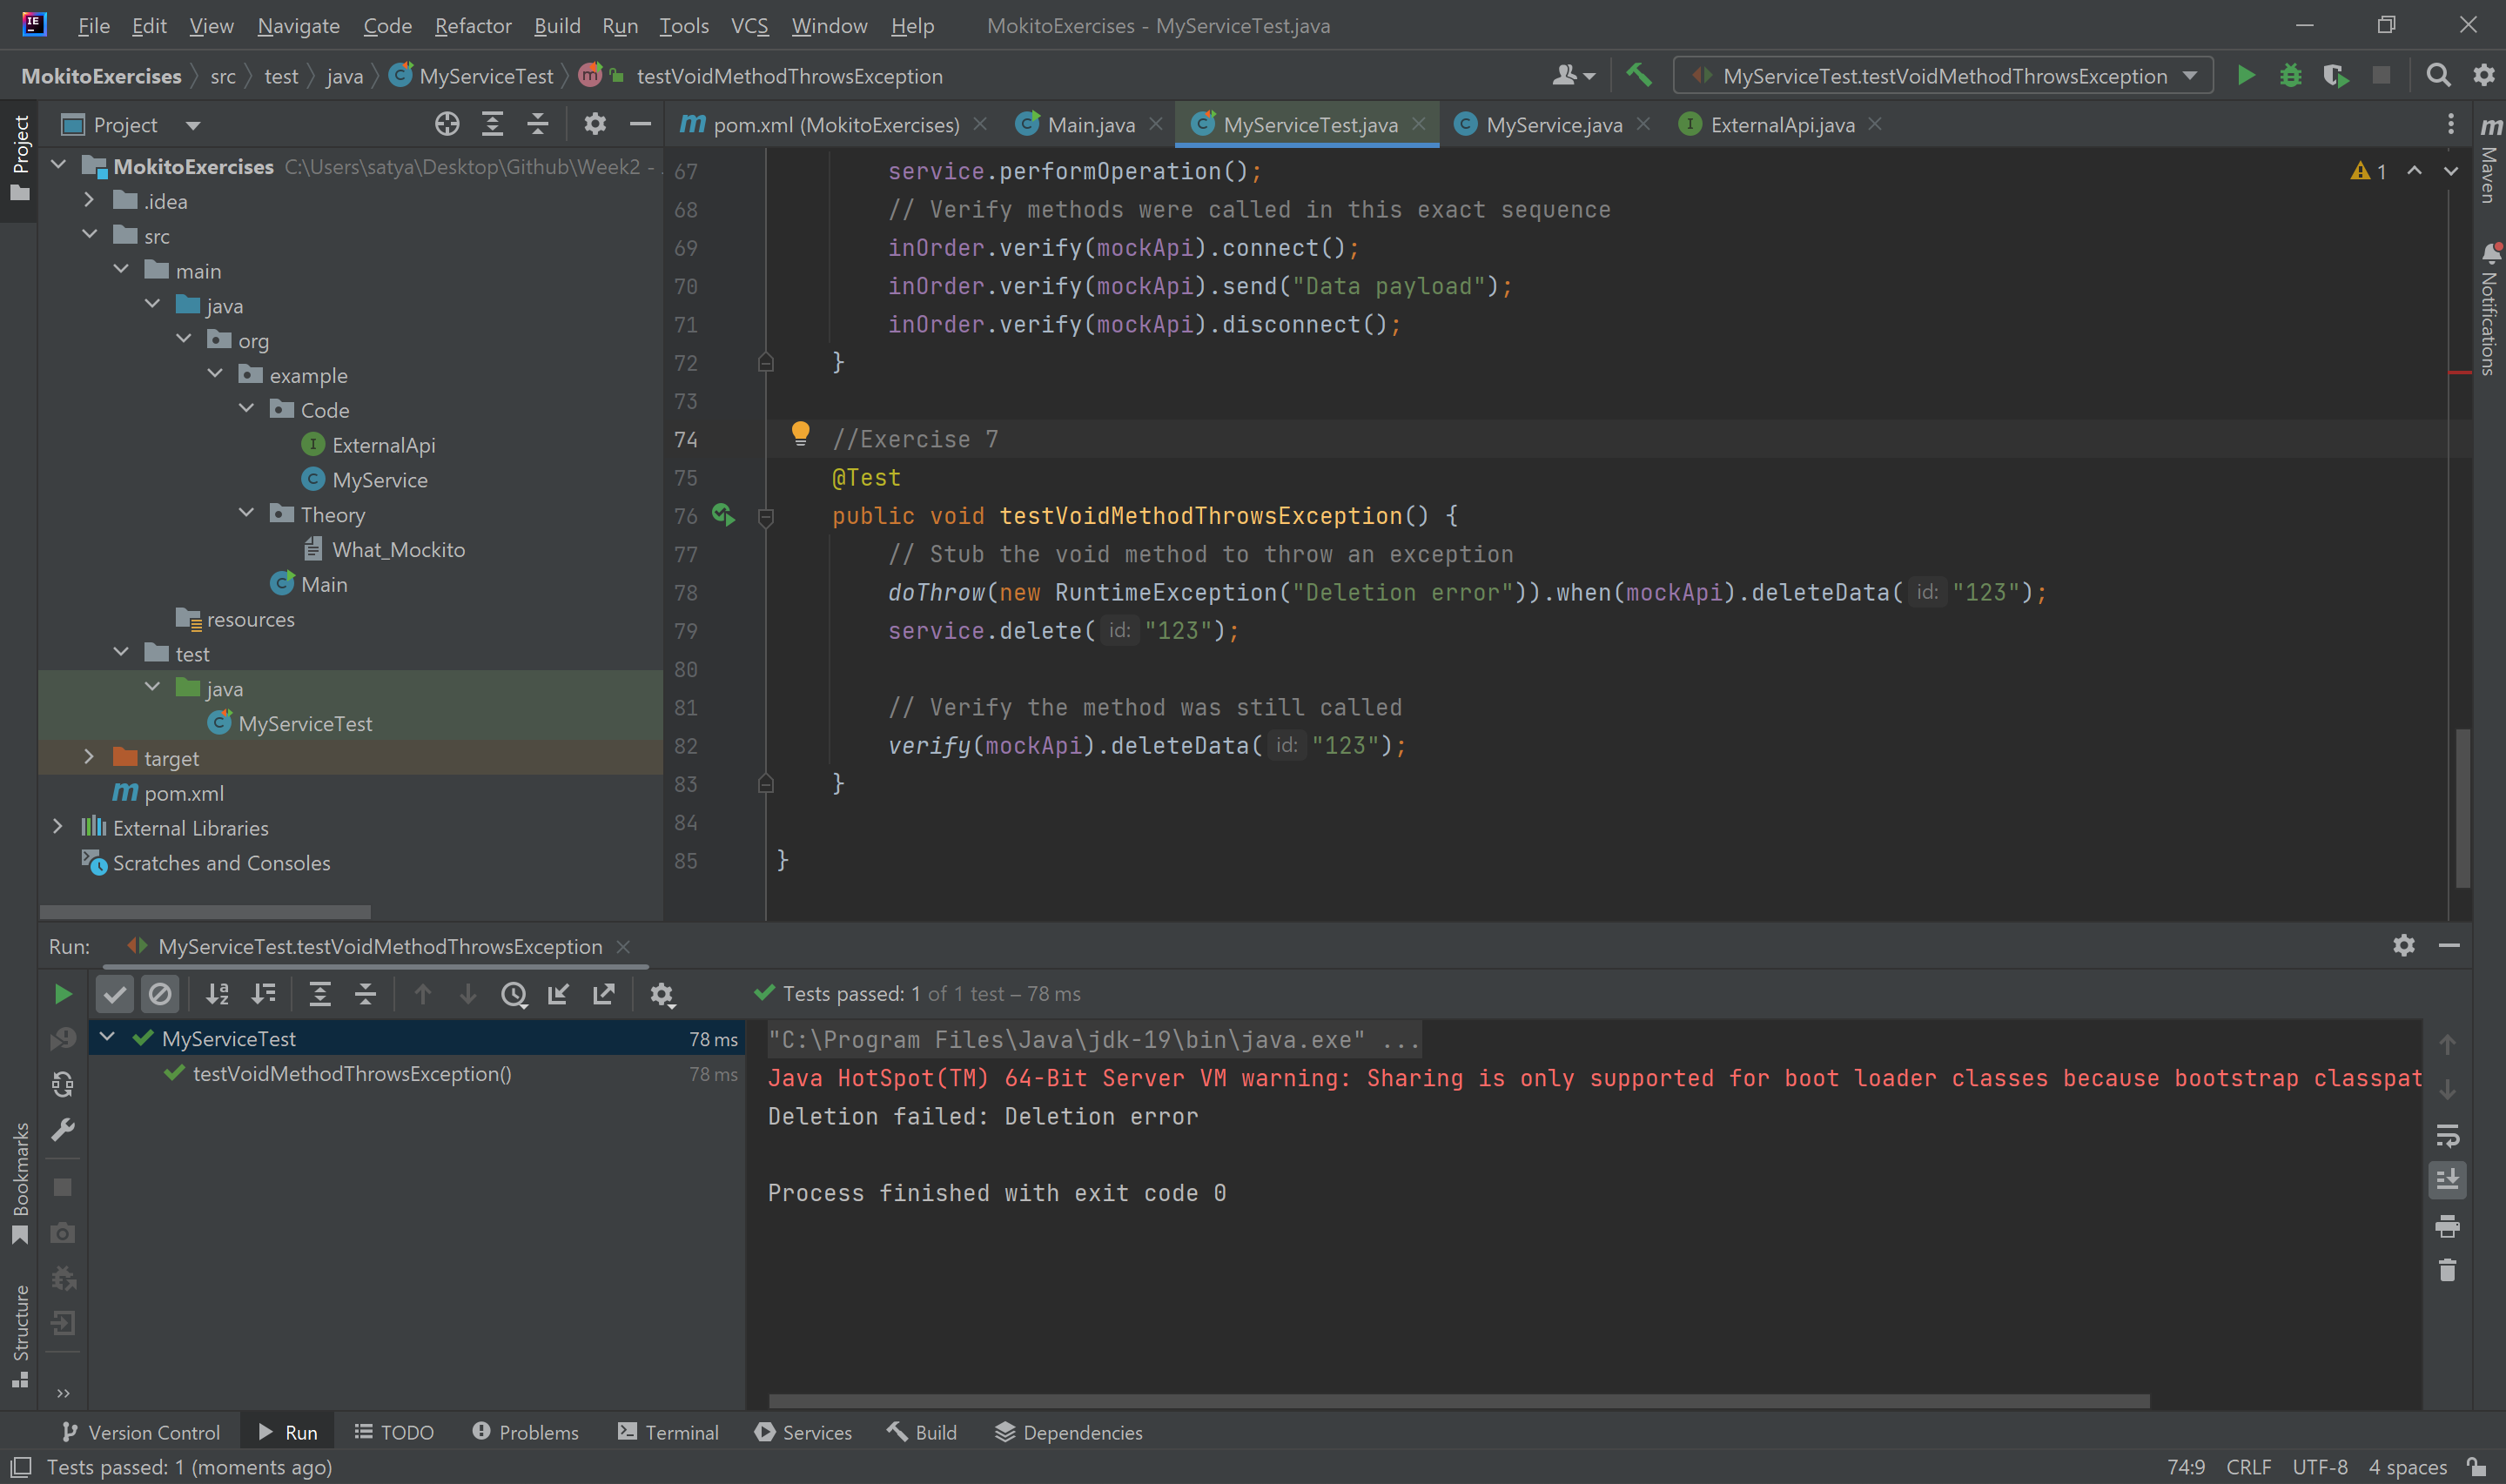 File Edit View Navigate Code Refactor Build Run Tools VCS Window Help MokitoExercises - MyServiceTest.java
MokitoExercises src test java MyServiceTest testVoidMethodThrowsException MyServiceTest.testVoidMethodThrowsException
Project
Project
pom.xml (MokitoExercises) Main.java MyServiceTest.java MyService.java ExternalApi.java
MokitoExercises C:\Users\satya\Desktop\Github\Week2 -
.idea
src
main
java
org
example
Code
ExternalApi
MyService
Theory
What_Mockito
Main
resources
test
java
MyServiceTest
target
pom.xml
External Libraries
Scratches and Consoles
67 service.performOperation();
68 // Verify methods were called in this exact sequence
69 inOrder.verify(mockApi).connect();
70 inOrder.verify(mockApi).send("Data payload");
71 inOrder.verify(mockApi).disconnect();
72 }
73
74 //Exercise 7
75 @Test
76 public void testVoidMethodThrowsException() {
77 // Stub the void method to throw an exception
78 doThrow(new RuntimeException("Deletion error")).when(mockApi).deleteData( id: "123");
79 service.delete( id: "123");
80
81 // Verify the method was still called
82 verify(mockApi).deleteData( id: "123");
83 }
84
85 }
1
Maven
Notifications
Run: MyServiceTest.testVoidMethodThrowsException
Tests passed: 1 of 1 test – 78 ms
MyServiceTest 78 ms
testVoidMethodThrowsException() 78 ms
"C:\Program Files\Java\jdk-19\bin\java.exe" ...
Java HotSpot(TM) 64-Bit Server VM warning: Sharing is only supported for boot loader classes because bootstrap classpat
Deletion failed: Deletion error
Process finished with exit code 0
Bookmarks
Structure
Version Control Run TODO Problems Terminal Services Build Dependencies
Tests passed: 1 (moments ago) 74:9 CRLF UTF-8 4 spaces